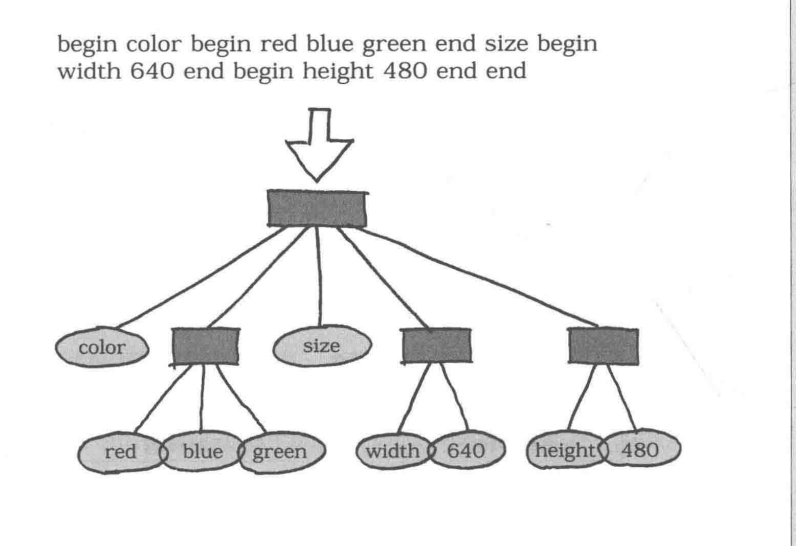 begin color begin red blue green end size begin
width 640 end begin height 480 end end
color
size
red
blue
green
width
640
height
480